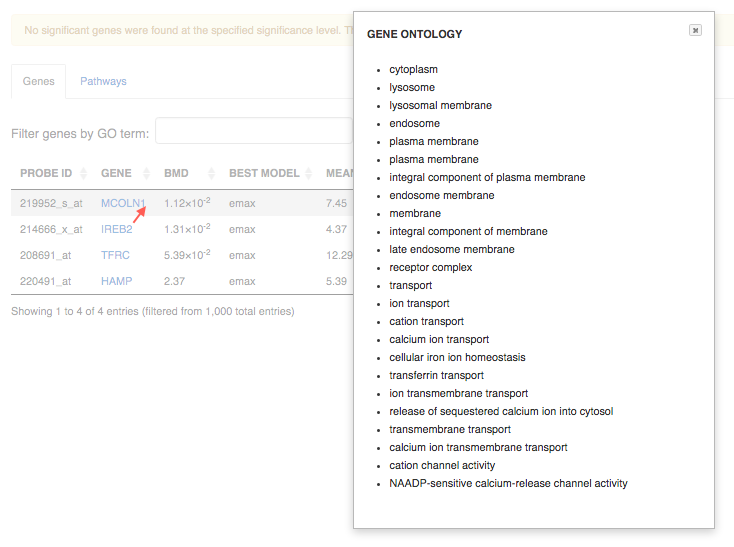 No significant genes were found at the specified significance level. Th
Genes
Pathways
Filter genes by GO term:
PROBE ID GENE BMD BEST MODEL MEAN
219952_s_at MCOLN1 1.12×10⁻² emax 7.45
214666_x_at IREB2 1.31×10⁻² emax 4.37
208691_at TFRC 5.39×10⁻² emax 12.29
220491_at HAMP 2.37 emax 5.39
Showing 1 to 4 of 4 entries (filtered from 1,000 total entries)
GENE ONTOLOGY
• cytoplasm
• lysosome
• lysosomal membrane
• endosome
• plasma membrane
• plasma membrane
• integral component of plasma membrane
• endosome membrane
• membrane
• integral component of membrane
• late endosome membrane
• receptor complex
• transport
• ion transport
• cation transport
• calcium ion transport
• cellular iron ion homeostasis
• transferrin transport
• ion transmembrane transport
• release of sequestered calcium ion into cytosol
• transmembrane transport
• calcium ion transmembrane transport
• cation channel activity
• NAADP-sensitive calcium-release channel activity